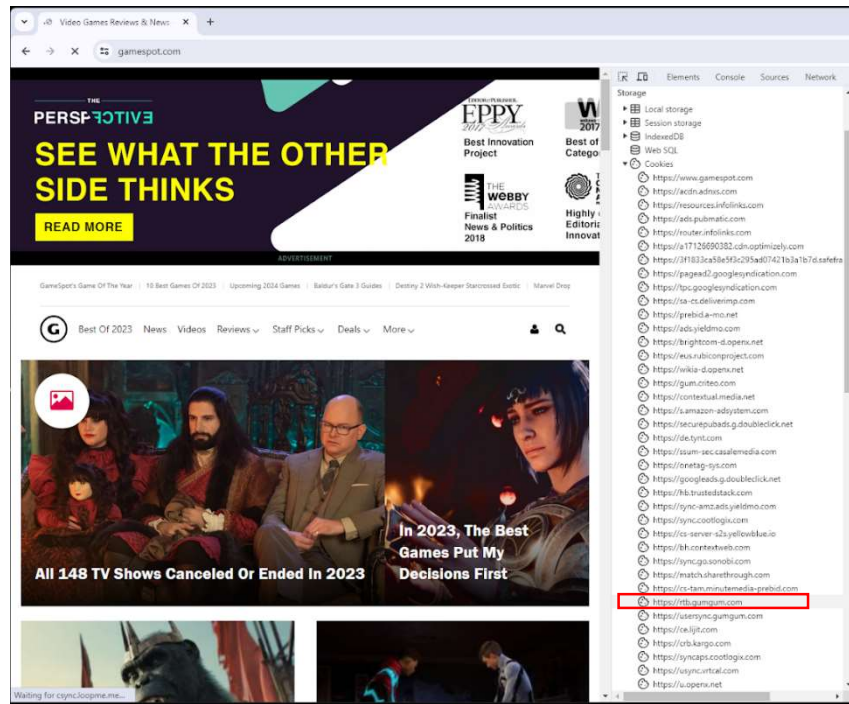 Video Games Reviews & News
gamespot.com
Elements Console Sources Network
THE
PERSPECTIVE
SEE WHAT THE OTHER
SIDE THINKS
READ MORE
EPPY
2017
Best Innovation
Project
W
2017
Best of
Catego
THE
WEBBY
AWARDS
Finalist
News & Politics
2018
Highly
Editoria
Innovat
ADVERTISEMENT
GameSpot's Game Of The Year 10 Best Games Of 2023 Upcoming 2024 Games Baldur's Gate 3 Guides Destiny 2 Wish-Keeper Starcrossed Exotic Marvel Drop
G Best Of 2023 News Videos Reviews Staff Picks Deals More
All 148 TV Shows Canceled Or Ended In 2023
In 2023, The Best
Games Put My
Decisions First
Waiting for csync.loopme.me...
Storage
Local storage
Session storage
IndexedDB
Web SQL
Cookies
https://www.gamespot.com
https://acdn.adnxs.com
https://resources.infolinks.com
https://ads.pubmatic.com
https://router.infolinks.com
https://a17126690382.cdn.optimizely.com
https://3f1833ca58e5f3c295ad07421b3a1b7d.safefra
https://pagead2.googlesyndication.com
https://tpc.googlesyndication.com
https://sa-cs.deliverimp.com
https://prebid.a-mo.net
https://ads.yieldmo.com
https://brightcom-d.openx.net
https://eus.rubiconproject.com
https://wikia-d.openx.net
https://gum.criteo.com
https://contextual.media.net
https://s.amazon-adsystem.com
https://securepubads.g.doubleclick.net
https://de.tynt.com
https://ssum-sec.casalemedia.com
https://onetag-sys.com
https://googleads.g.doubleclick.net
https://hb.trustedstack.com
https://sync-amz.ads.yieldmo.com
https://sync.cootlogix.com
https://cs-server-s2s.yellowblue.io
https://bh.contextweb.com
https://sync.go.sonobi.com
https://match.sharethrough.com
https://cs-tam.minutemedia-prebid.com
https://rtb.gumgum.com
https://usersync.gumgum.com
https://ce.lijit.com
https://crb.kargo.com
https://syncaps.cootlogix.com
https://usync.vrtcal.com
https://u.openx.net